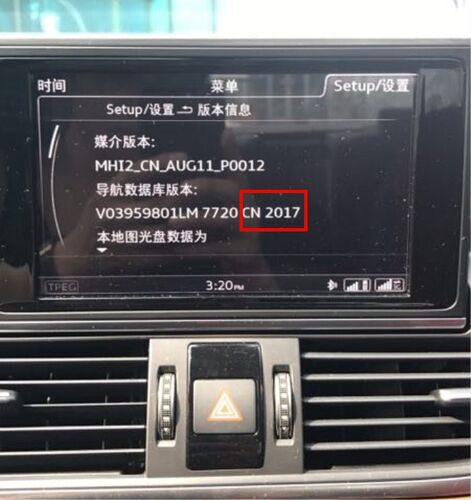 时间 菜单 Setup/设置
Setup/设置 版本信息
媒介版本:
MHI2_CN_AUG11_P0012
导航数据库版本:
V03959801LM 7720 CN 2017
本地图光盘数据为
TPEG 3:20PM